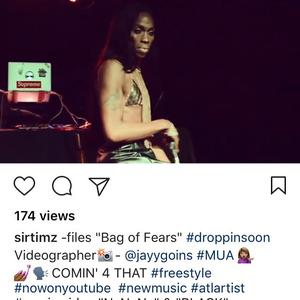 Supreme
174 views
sirtimz -files "Bag of Fears" #droppinsoon
Videographer📸- @jayygoins #MUA 💁🏾‍♀️
💅🏾🗣COMIN' 4 THAT #freestyle
#nowonyoutube #newmusic #atlartist